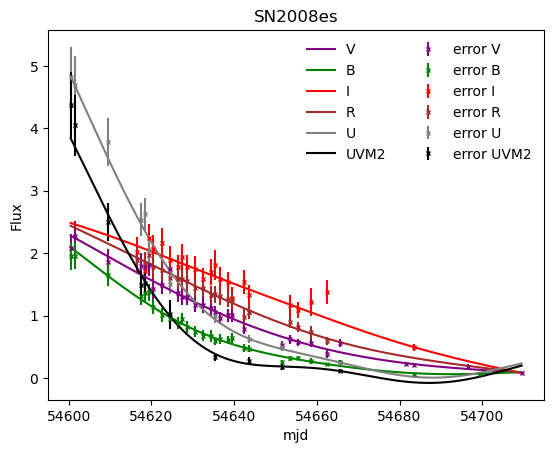 SN2008es
V
B
I
R
U
UVM2
error V
error B
error I
error R
error U
error UVM2
Flux
5
4
3
2
1
0
54600
54620
54640
54660
54680
54700
mjd